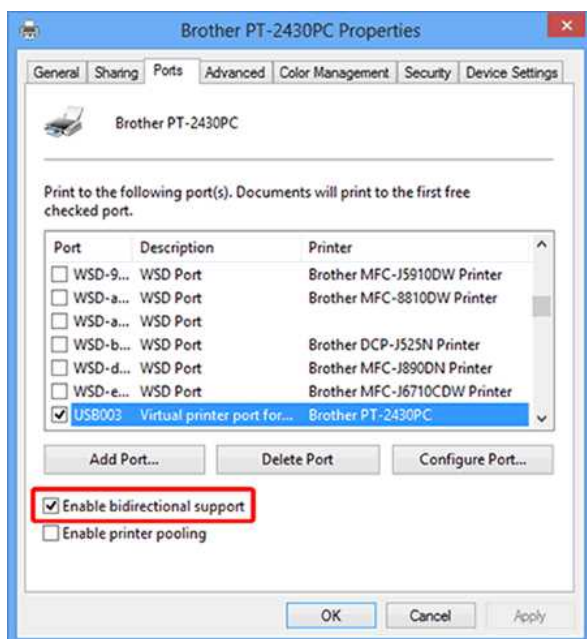 Brother PT-2430PC Properties
General Sharing Ports Advanced Color Management Security Device Settings
Brother PT-2430PC
Print to the following port(s). Documents will print to the first free
checked port.
Port Description Printer
WSD-9... WSD Port Brother MFC-J5910DW Printer
WSD-a... WSD Port Brother MFC-8810DW Printer
WSD-a... WSD Port
WSD-b... WSD Port Brother DCP-J525N Printer
WSD-d... WSD Port Brother MFC-J890DN Printer
WSD-e... WSD Port Brother MFC-J6710CDW Printer
USB003 Virtual printer port for... Brother PT-2430PC
Add Port... Delete Port Configure Port...
Enable bidirectional support
Enable printer pooling
OK Cancel Apply